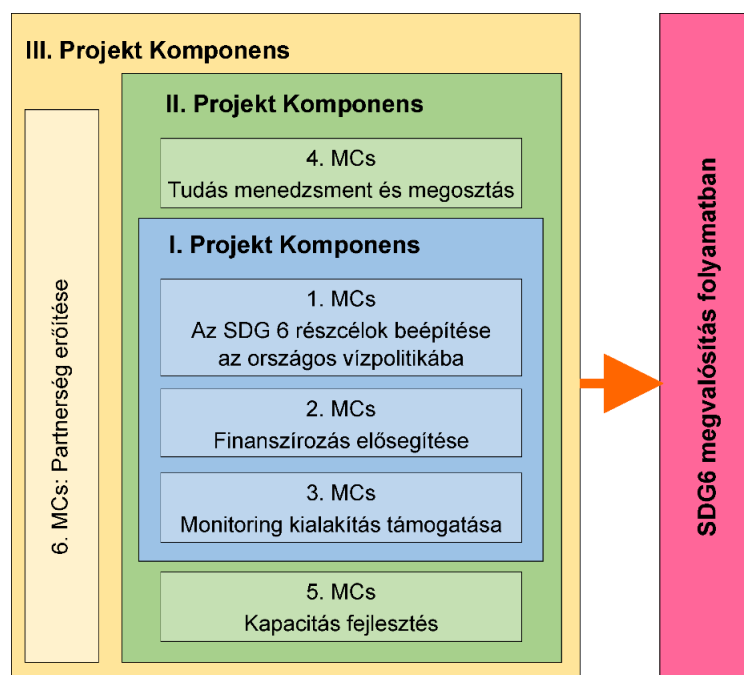 III. Projekt Komponens
II. Projekt Komponens
4. MCs
Tudás menedzsment és megosztás
I. Projekt Komponens
1. MCs
Az SDG 6 részcélok beépítése
az országos vízpolitikába
2. MCs
Finanszírozás elősegítése
3. MCs
Monitoring kialakítás támogatása
5. MCs
Kapacitás fejlesztés
6. MCs: Partnerség erőítése
SDG6 megvalósítás folyamatban